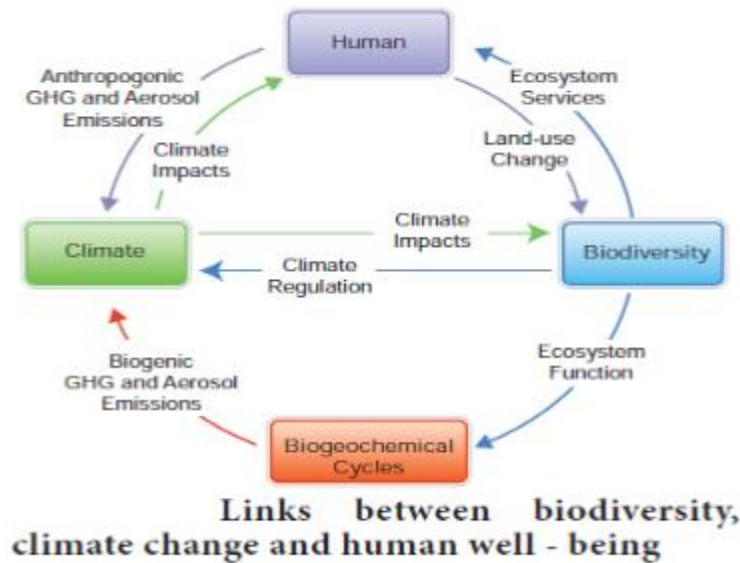 Human
Anthropogenic
GHG and Aerosol
Emissions
Climate
Impacts
Ecosystem
Services
Land-use
Change
Climate
Climate
Impacts
Biodiversity
Climate
Regulation
Biogenic
GHG and Aerosol
Emissions
Ecosystem
Function
Biogeochemical
Cycles
Links between biodiversity,
climate change and human well - being